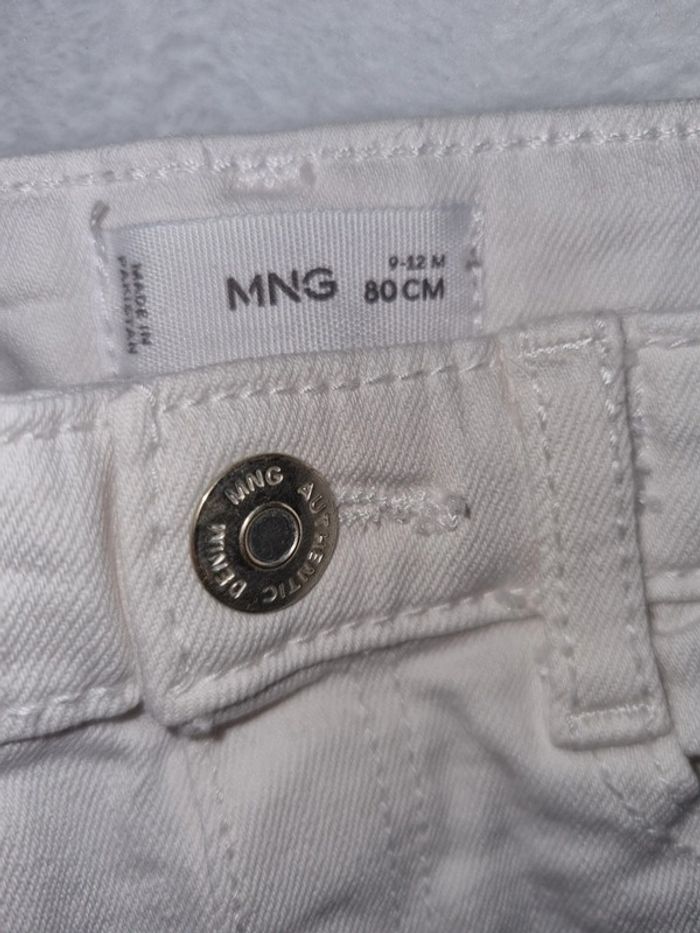 MADE IN
PAKISTAN
MNG
9-12 M
80 CM
MNG AUTHENTIC DENIM